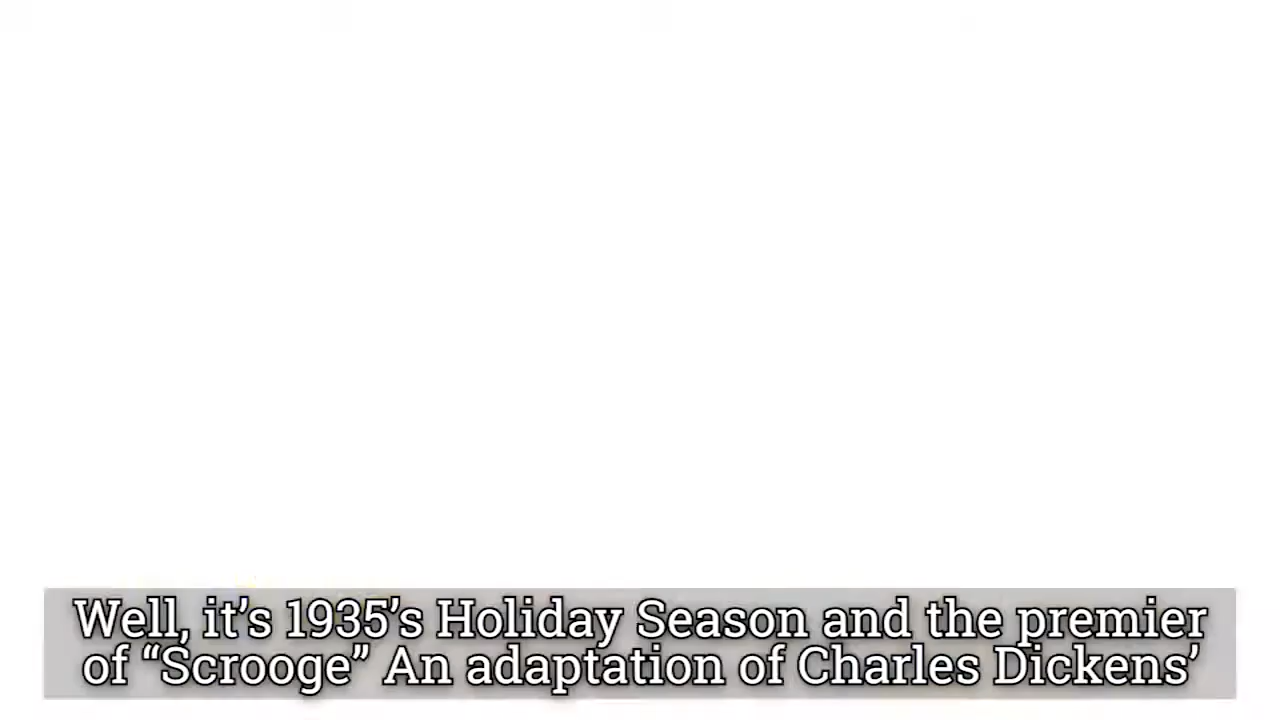 Well, it’s 1935’s Holiday Season and the premier
of “Scrooge” An adaptation of Charles Dickens’